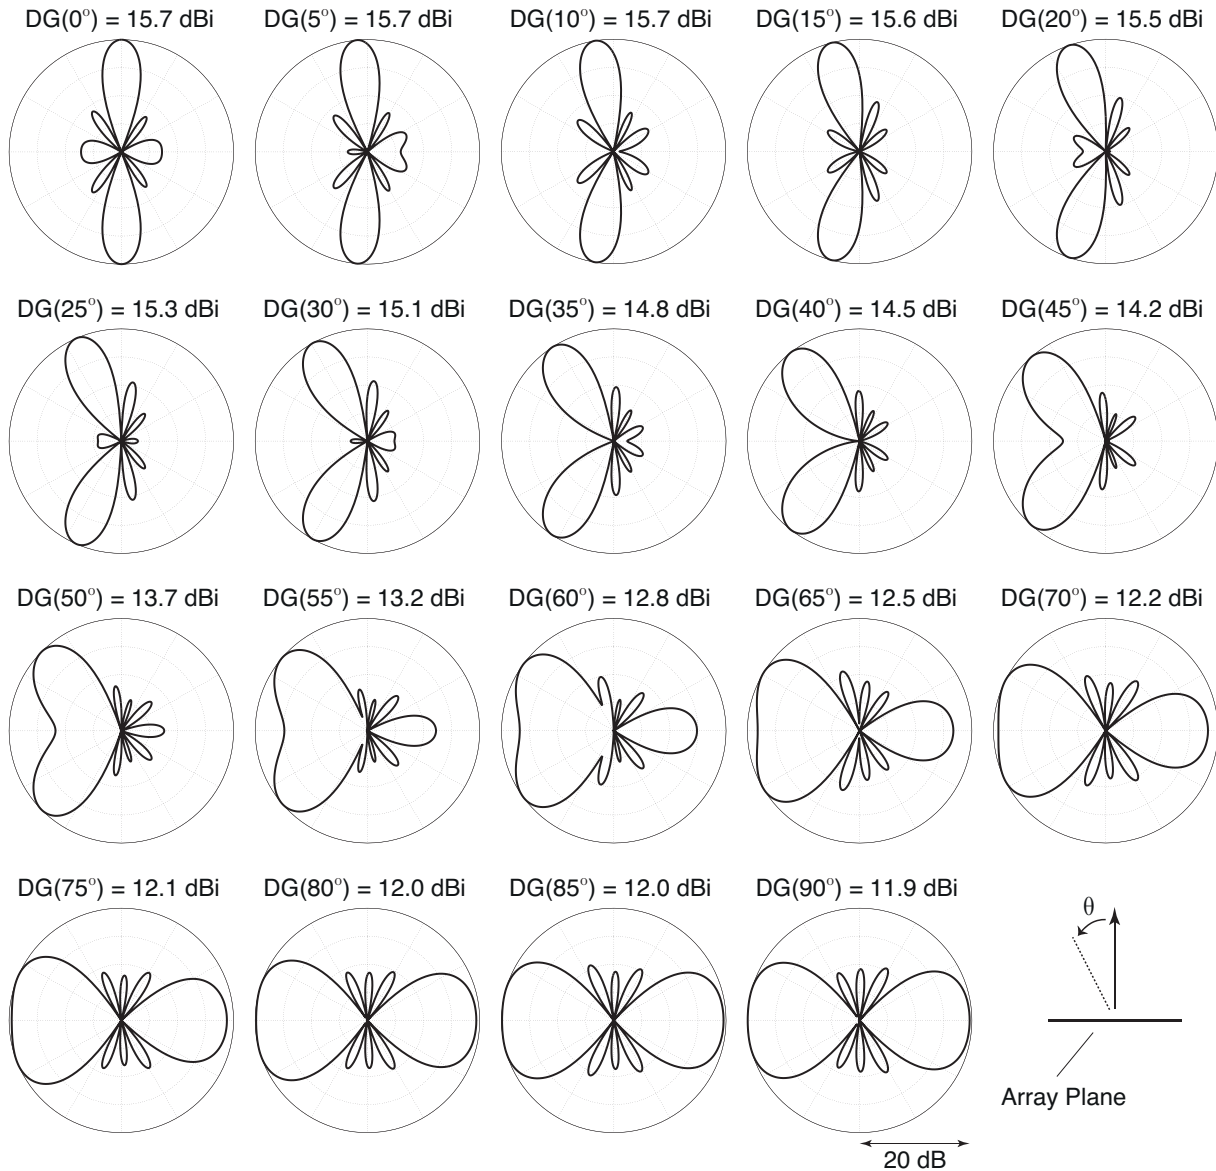 DG(0°) = 15.7 dBi DG(5°) = 15.7 dBi DG(10°) = 15.7 dBi DG(15°) = 15.6 dBi DG(20°) = 15.5 dBi
DG(25°) = 15.3 dBi DG(30°) = 15.1 dBi DG(35°) = 14.8 dBi DG(40°) = 14.5 dBi DG(45°) = 14.2 dBi
DG(50°) = 13.7 dBi DG(55°) = 13.2 dBi DG(60°) = 12.8 dBi DG(65°) = 12.5 dBi DG(70°) = 12.2 dBi
DG(75°) = 12.1 dBi DG(80°) = 12.0 dBi DG(85°) = 12.0 dBi DG(90°) = 11.9 dBi
θ
Array Plane
20 dB